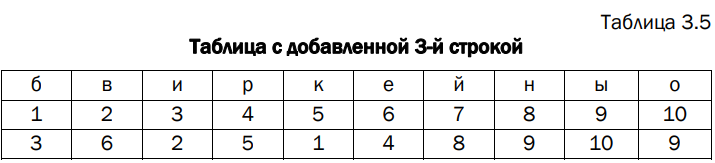 Таблица 3.5
Таблица с добавленной 3-й строкой
б в и р к е й н ы о
1 2 3 4 5 6 7 8 9 10
3 6 2 5 1 4 8 9 10 9